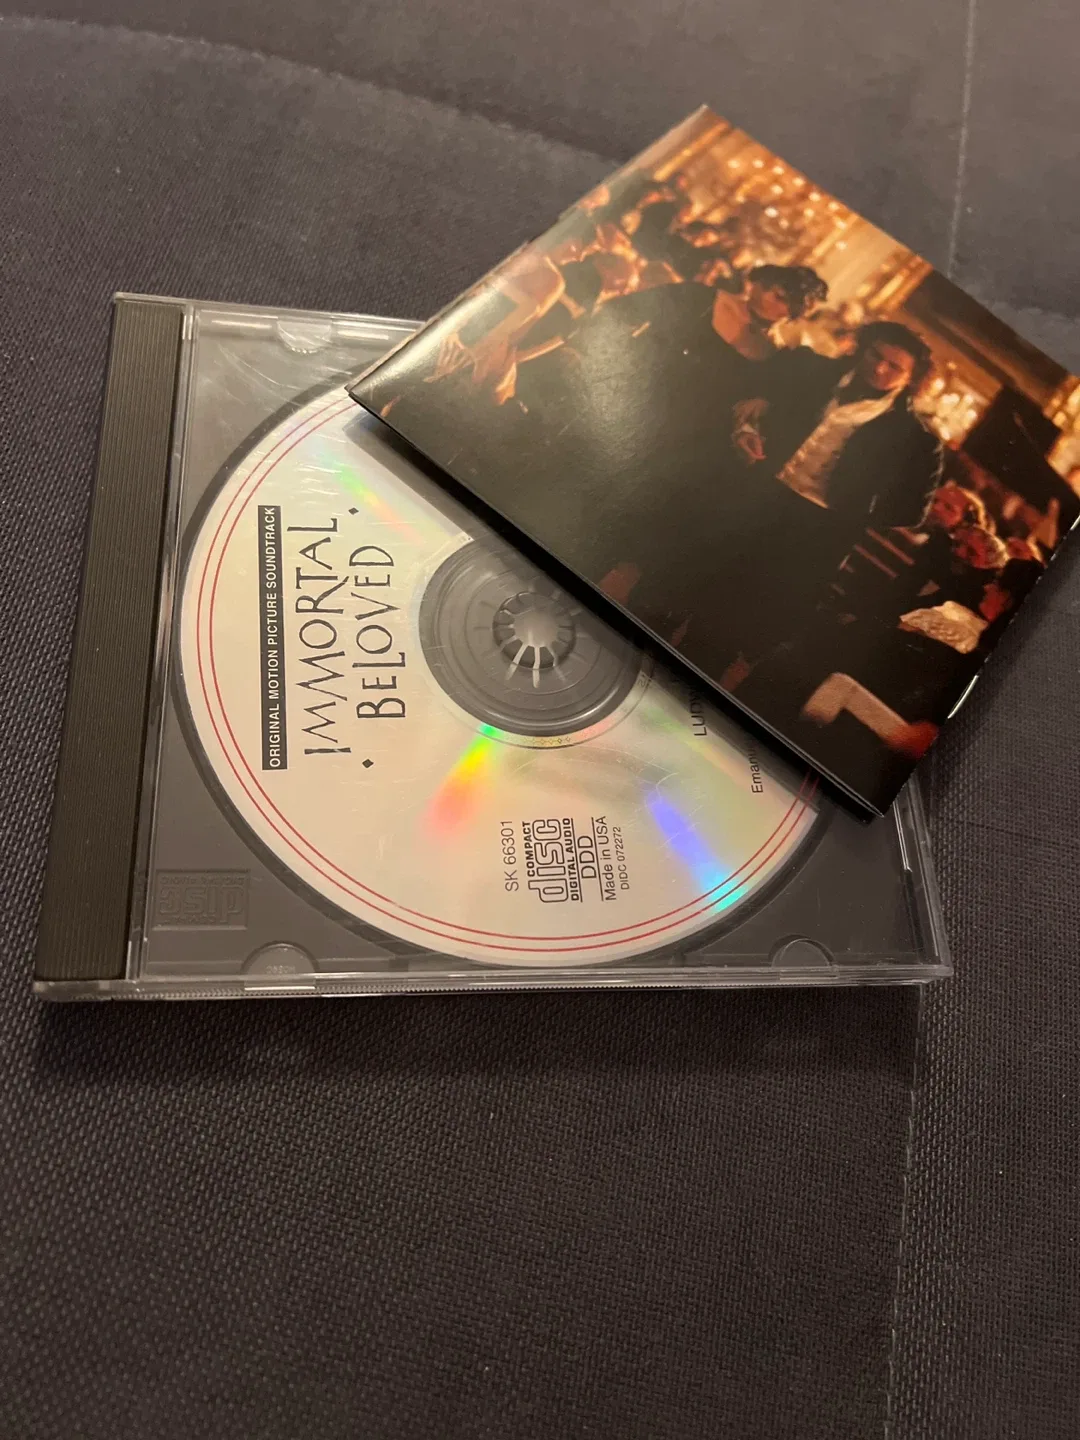 ORIGINAL MOTION PICTURE SOUNDTRACK
IMMORTAL
BELOVED
SK 66301
COMPACT
disc
DIGITAL AUDIO
DDD
Made in USA
DIDC 072272